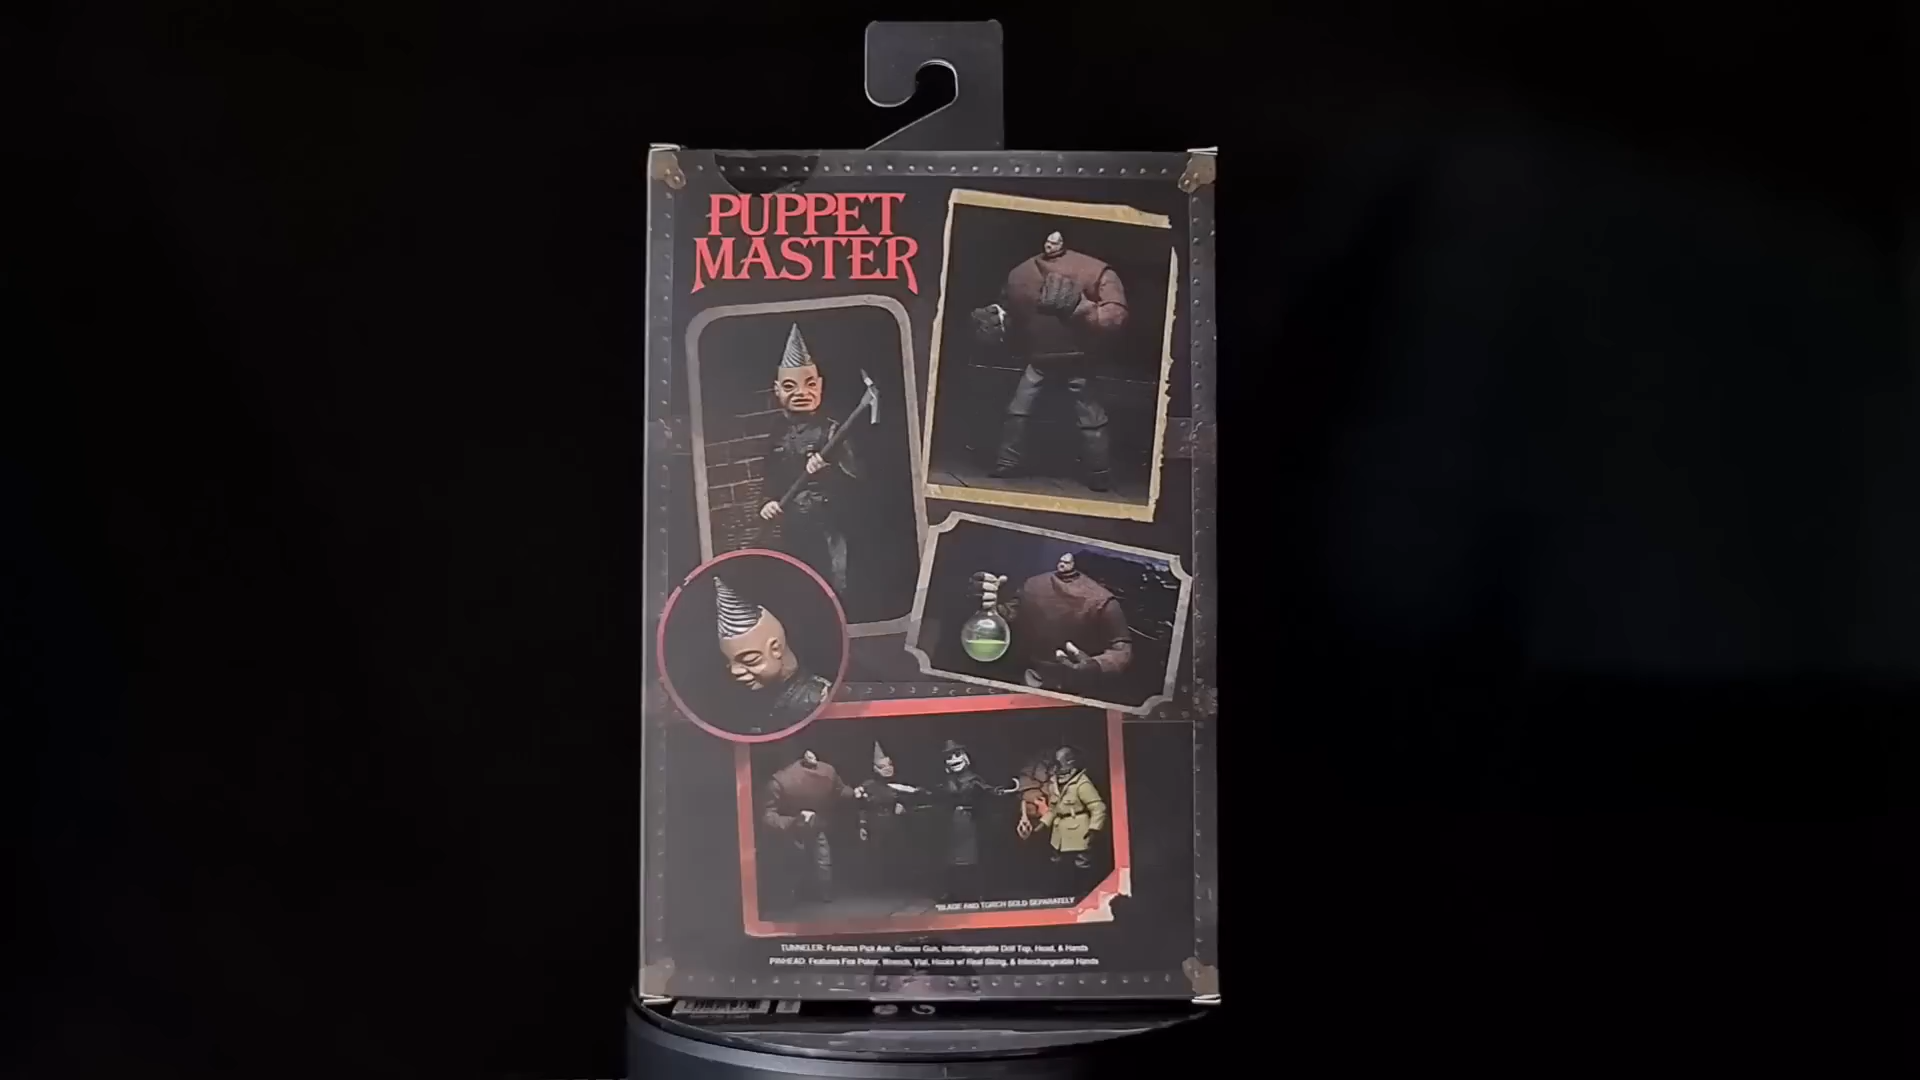 PUPPET
MASTER
*BLADE AND TORCH SOLD SEPARATELY
TUNNELER: Features Pick Axe, Grease Gun, Interchangeable Doll Top, Head, & Hands
PINHEAD: Features Fire Poker, Wrench, Vial, Hooks w/ Real String, & Interchangeable Hands